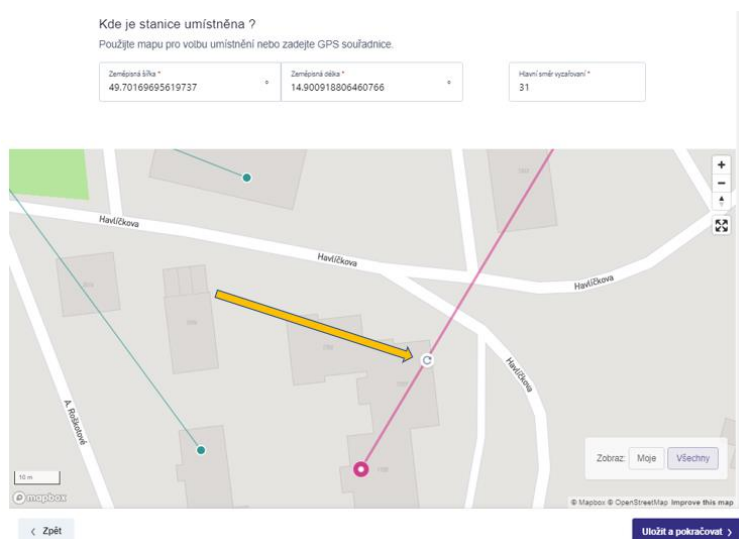 Kde je stanice umístněna ?
Použijte mapu pro volbu umístnění nebo zadejte GPS souřadnice.
Zeměpisná šířka *
49.70169695619737 °
Zeměpisná délka *
14.900918806460766 °
Hlavní směr vyzařovaní *
31
Havlíčkova
Havlíčkova
Havlíčkova
Havlíčkova
A. Roškotové
Zobraz: Moje Všechny
10 m
mapbox
© Mapbox © OpenStreetMap Improve this map
Zpět
Uložit a pokračovat